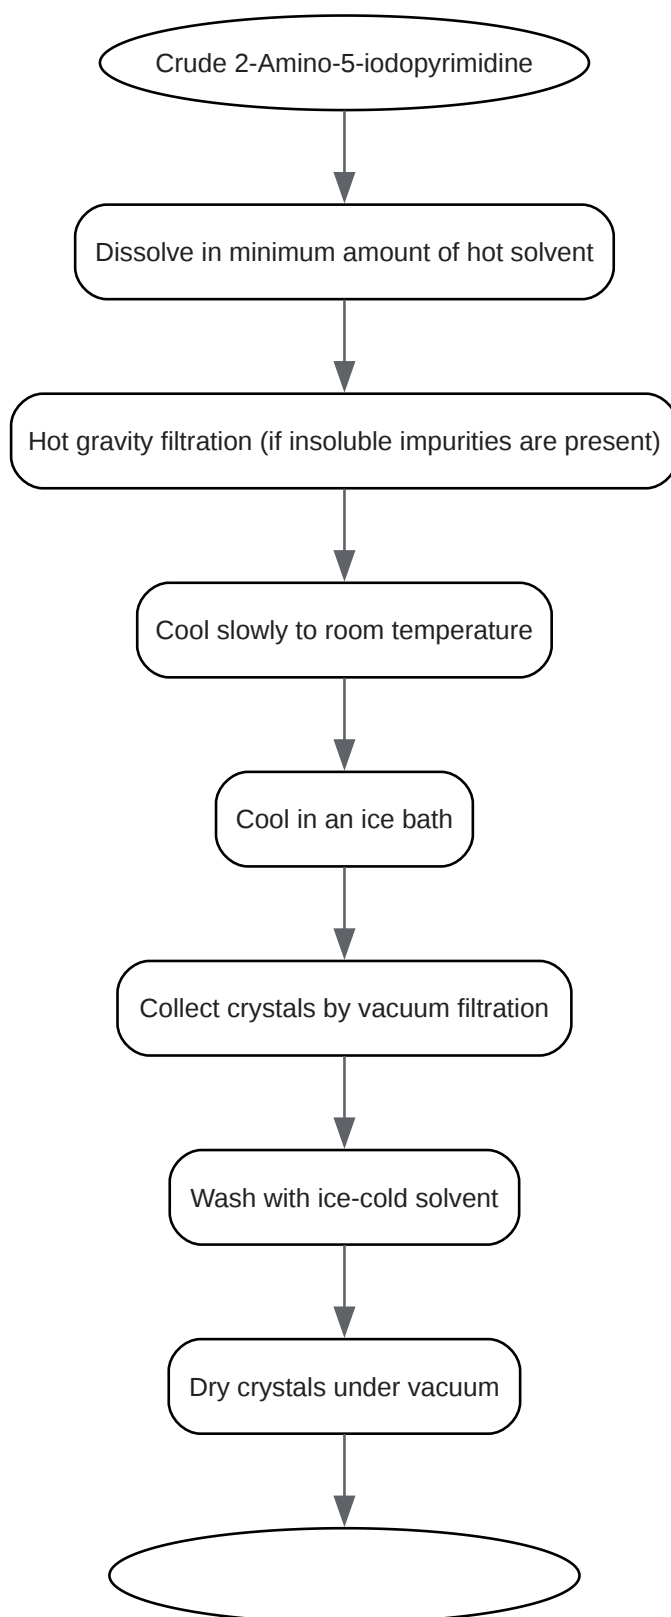 Crude 2-Amino-5-iodopyrimidine
Dissolve in minimum amount of hot solvent
Hot gravity filtration (if insoluble impurities are present)
Cool slowly to room temperature
Cool in an ice bath
Collect crystals by vacuum filtration
Wash with ice-cold solvent
Dry crystals under vacuum